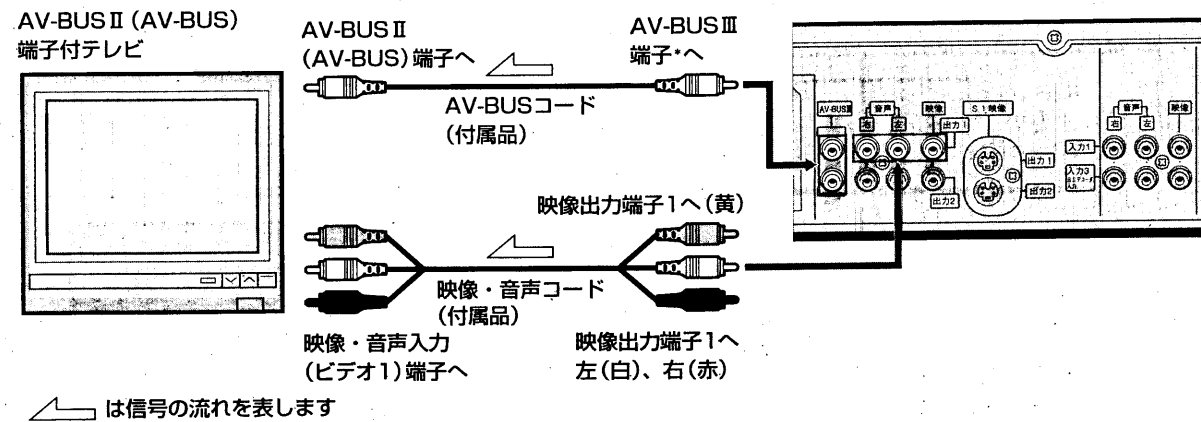 AV-BUSⅡ(AV-BUS)
端子付テレビ
AV-BUSⅡ
(AV-BUS)端子へ
AV-BUSⅢ
端子*へ
AV-BUSコード
(付属品)
映像出力端子1へ(黄)
映像・音声コード
(付属品)
映像・音声入力
(ビデオ1)端子へ
映像出力端子1へ
左(白)、右(赤)
AV-BUSⅢ
音声
右
左
映像
出力1
出力2
S1映像
出力1
出力2
音声
右
左
映像
入力1
入力3
は信号の流れを表します